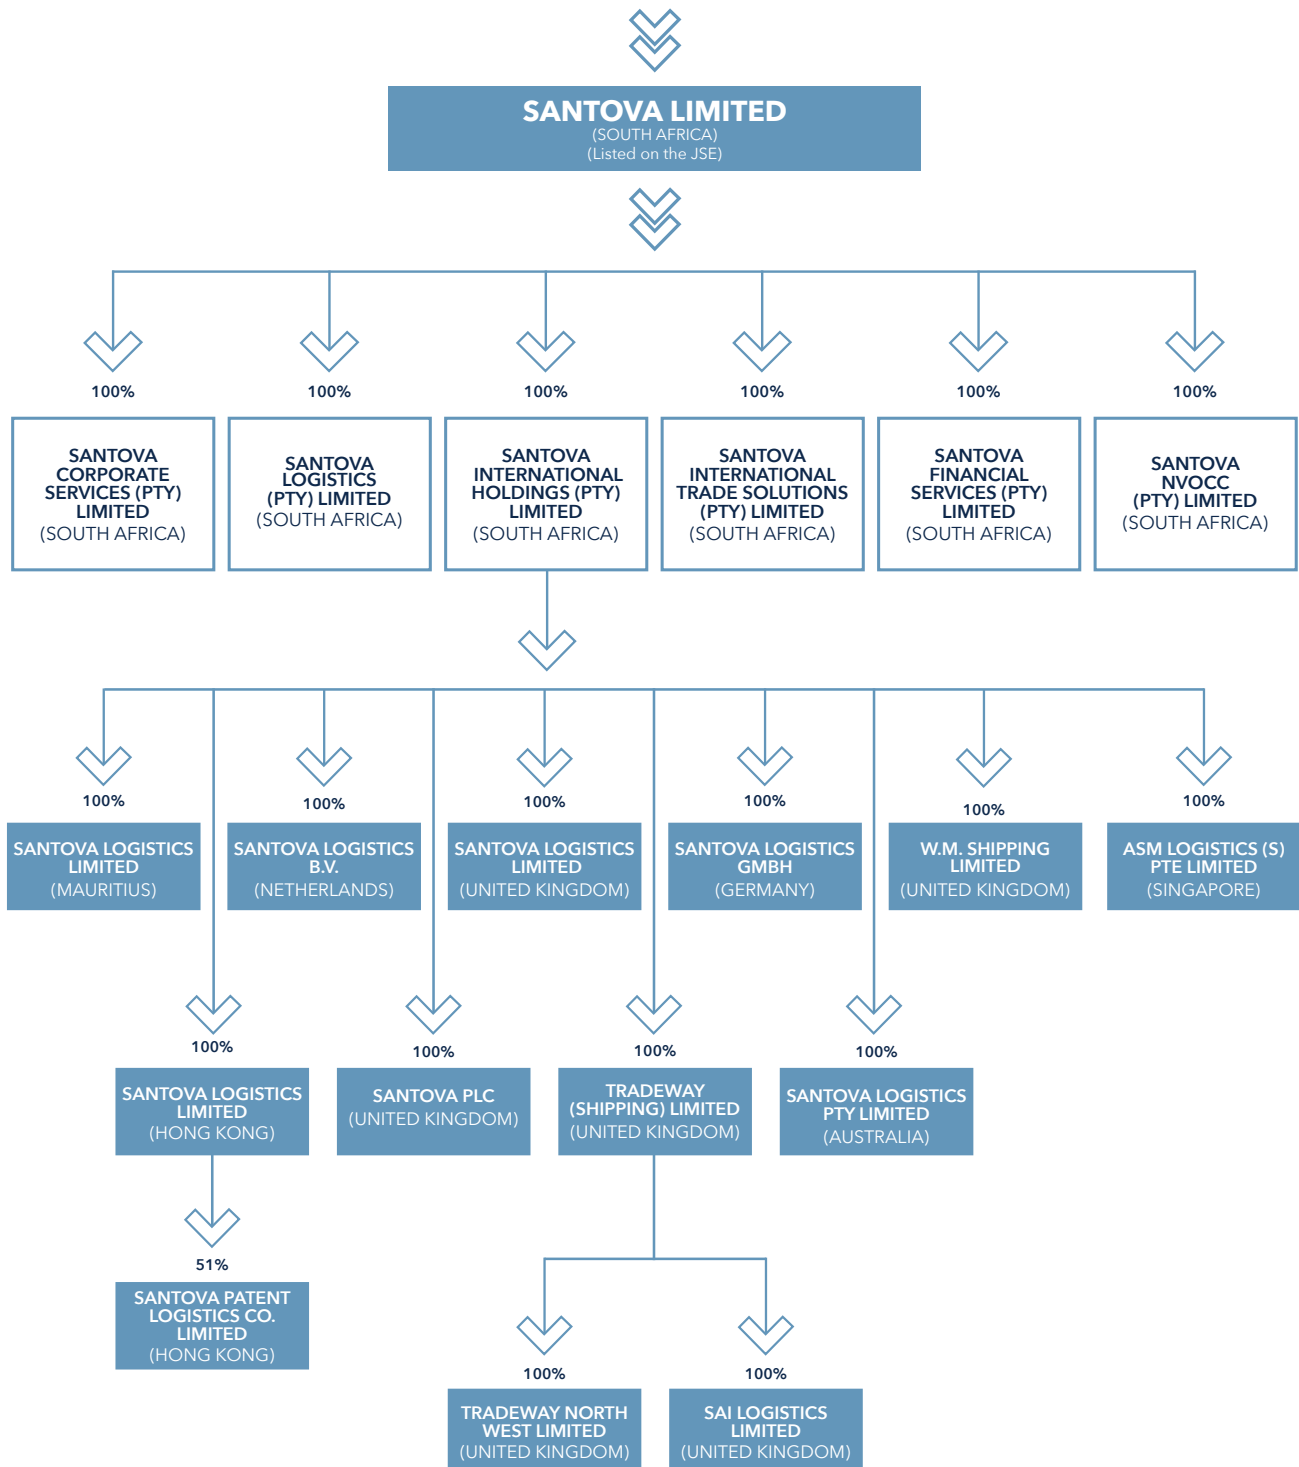 SANTOVA LIMITED
(SOUTH AFRICA)
(Listed on the JSE)
100%
100%
100%
100%
100%
100%
SANTOVA
CORPORATE
SERVICES (PTY)
LIMITED
(SOUTH AFRICA)
SANTOVA
LOGISTICS
(PTY) LIMITED
(SOUTH AFRICA)
SANTOVA
INTERNATIONAL
HOLDINGS (PTY)
LIMITED
(SOUTH AFRICA)
SANTOVA
INTERNATIONAL
TRADE SOLUTIONS
(PTY) LIMITED
(SOUTH AFRICA)
SANTOVA
FINANCIAL
SERVICES (PTY)
LIMITED
(SOUTH AFRICA)
SANTOVA
NVOCC
(PTY) LIMITED
(SOUTH AFRICA)
100%
100%
100%
100%
100%
100%
SANTOVA LOGISTICS
LIMITED
(MAURITIUS)
SANTOVA LOGISTICS
B.V.
(NETHERLANDS)
SANTOVA LOGISTICS
LIMITED
(UNITED KINGDOM)
SANTOVA LOGISTICS
GMBH
(GERMANY)
W.M. SHIPPING
LIMITED
(UNITED KINGDOM)
ASM LOGISTICS (S)
PTE LIMITED
(SINGAPORE)
100%
100%
100%
100%
SANTOVA LOGISTICS
LIMITED
(HONG KONG)
SANTOVA PLC
(UNITED KINGDOM)
TRADEWAY
(SHIPPING) LIMITED
(UNITED KINGDOM)
SANTOVA LOGISTICS
PTY LIMITED
(AUSTRALIA)
51%
SANTOVA PATENT
LOGISTICS CO.
LIMITED
(HONG KONG)
100%
100%
TRADEWAY NORTH
WEST LIMITED
(UNITED KINGDOM)
SAI LOGISTICS
LIMITED
(UNITED KINGDOM)